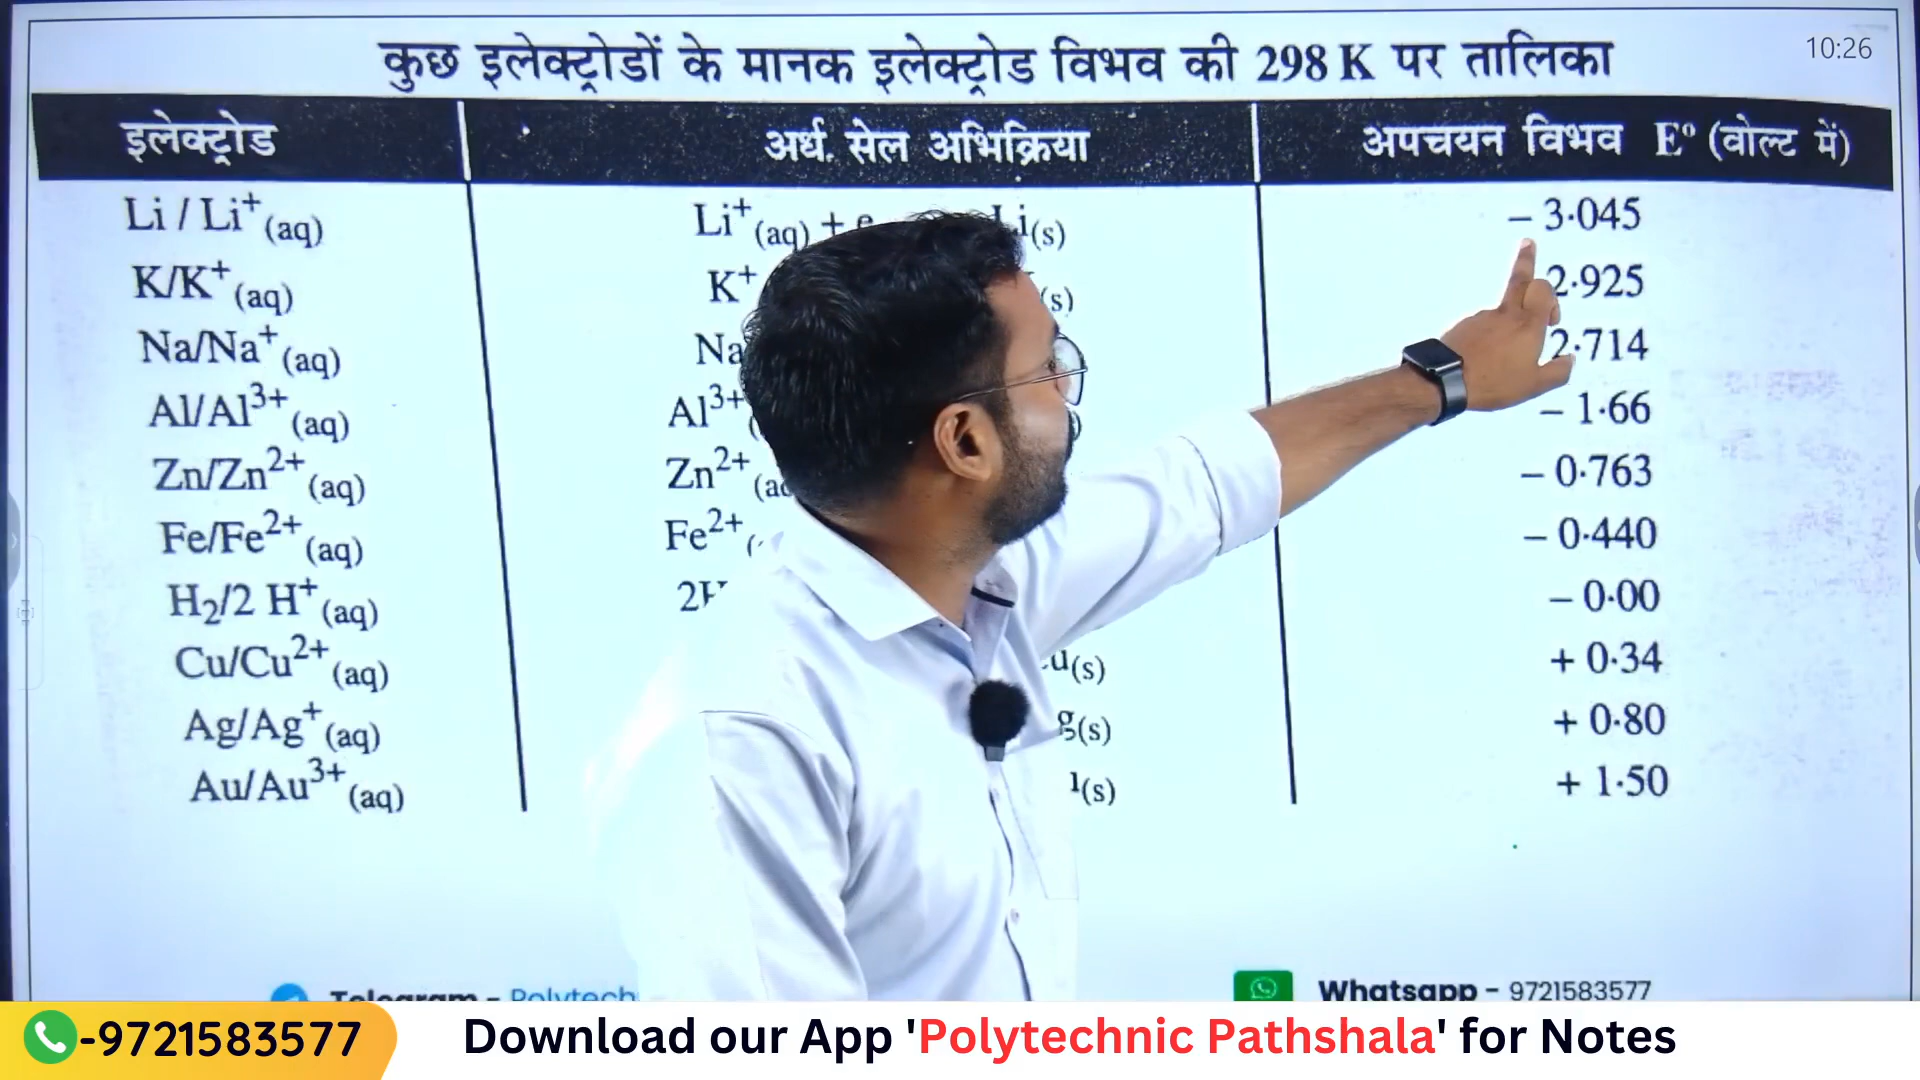 कुछ इलेक्ट्रोडों के मानक इलेक्ट्रोड विभव की 298 K पर तालिका
10:26
इलेक्ट्रोड अर्ध. सेल अभिक्रिया अपचयन विभव E° (वोल्ट में)
Li / Li⁺(aq) Li⁺(aq) + e Li(s) – 3·045
K/K⁺(aq) K⁺ (s) 2·925
Na/Na⁺(aq) Na 2·714
Al/Al³⁺(aq) Al³⁺ – 1·66
Zn/Zn²⁺(aq) Zn²⁺ – 0·763
Fe/Fe²⁺(aq) Fe²⁺ – 0·440
H₂/2 H⁺(aq) – 0·00
Cu/Cu²⁺(aq) (s) + 0·34
Ag/Ag⁺(aq) g(s) + 0·80
Au/Au³⁺(aq) (s) + 1·50
Telegram - Polytech Whatsapp - 9721583577
-9721583577 Download our App 'Polytechnic Pathshala' for Notes